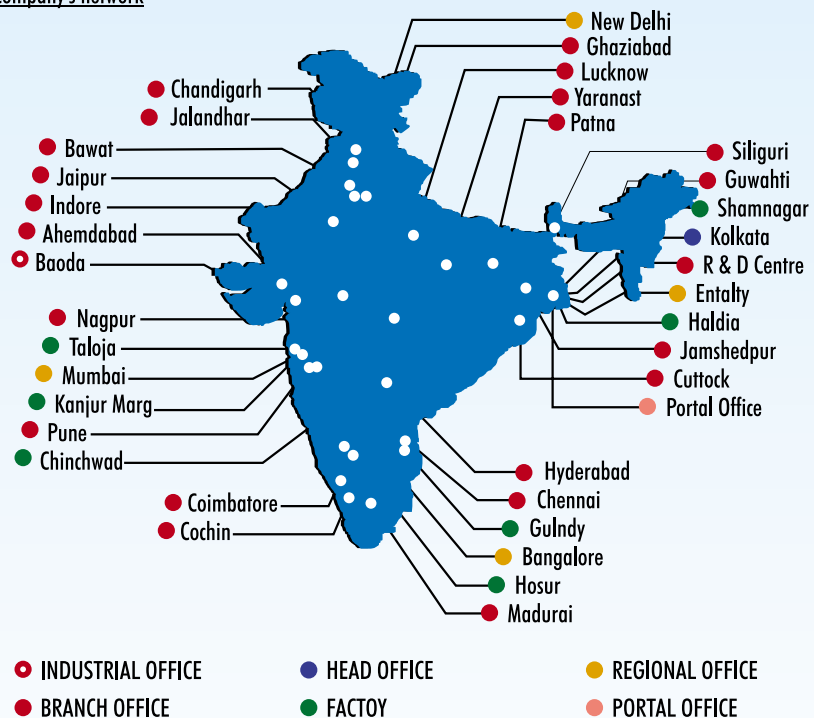 company's network
New Delhi
Ghaziabad
Lucknow
Yaranast
Patna
Chandigarh
Jalandhar
Bawat
Jaipur
Indore
Ahemdabad
Baoda
Siliguri
Guwahti
Shamnagar
Kolkata
R & D Centre
Entalty
Haldia
Jamshedpur
Cuttock
Portal Office
Nagpur
Taloja
Mumbai
Kanjur Marg
Pune
Chinchwad
Coimbatore
Cochin
Hyderabad
Chennai
Gulndy
Bangalore
Hosur
Madurai
INDUSTRIAL OFFICE
HEAD OFFICE
REGIONAL OFFICE
BRANCH OFFICE
FACTOY
PORTAL OFFICE